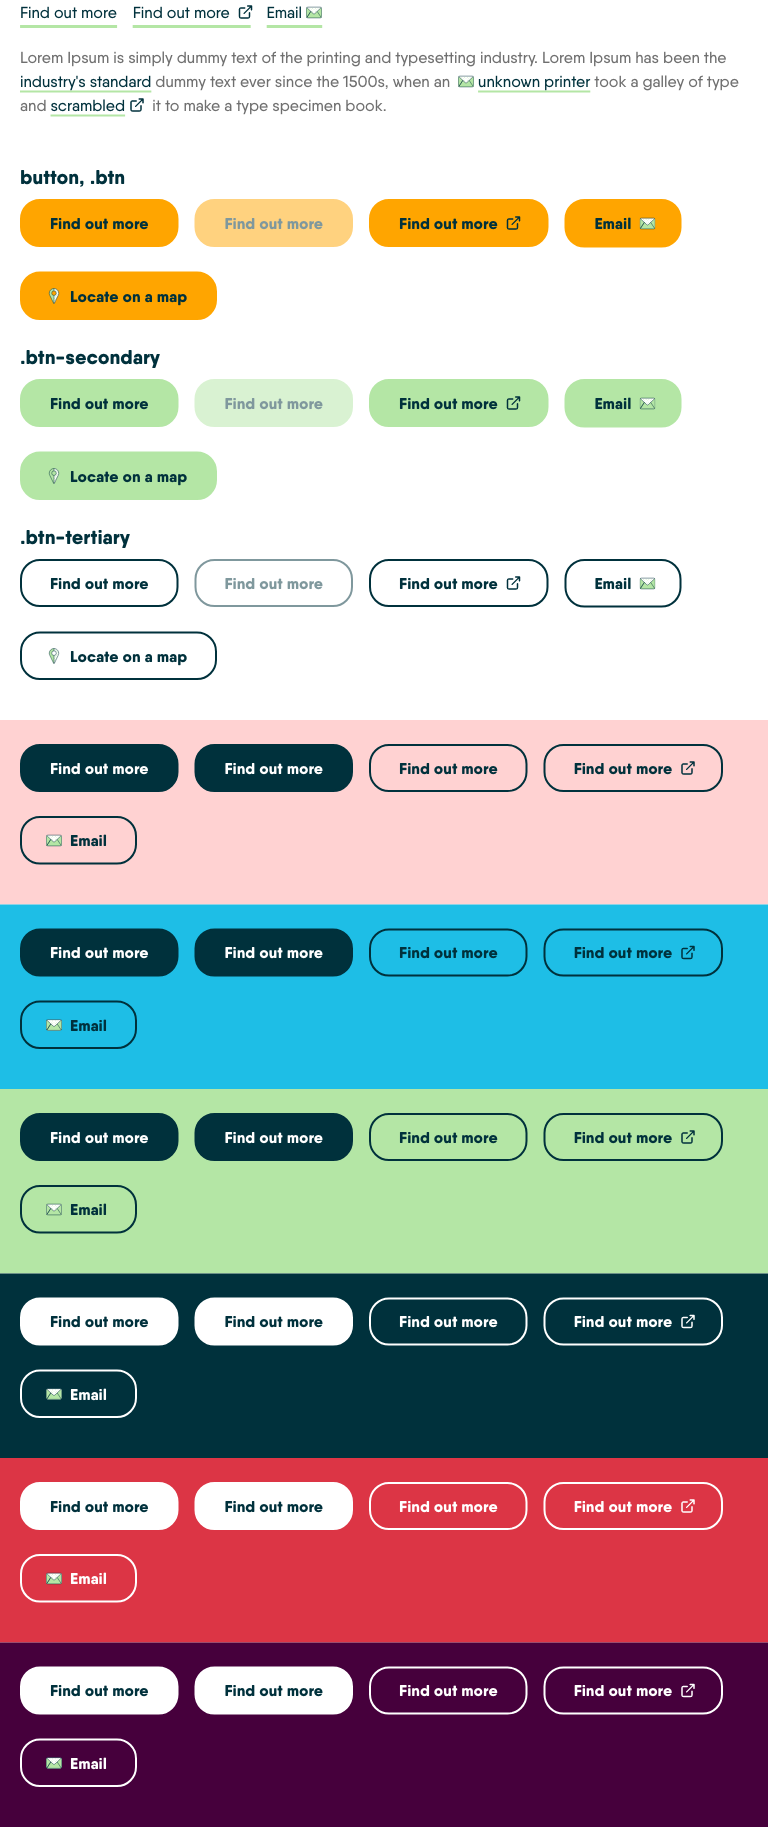 Find out more Find out more Email
Lorem Ipsum is simply dummy text of the printing and typesetting industry. Lorem Ipsum has been the
industry's standard dummy text ever since the 1500s, when an unknown printer took a galley of type
and scrambled it to make a type specimen book.
button, .btn
Find out more Find out more Find out more Email
Locate on a map
.btn-secondary
Find out more Find out more Find out more Email
Locate on a map
.btn-tertiary
Find out more Find out more Find out more Email
Locate on a map
Find out more Find out more Find out more Find out more
Email
Find out more Find out more Find out more Find out more
Email
Find out more Find out more Find out more Find out more
Email
Find out more Find out more Find out more Find out more
Email
Find out more Find out more Find out more Find out more
Email
Find out more Find out more Find out more Find out more
Email